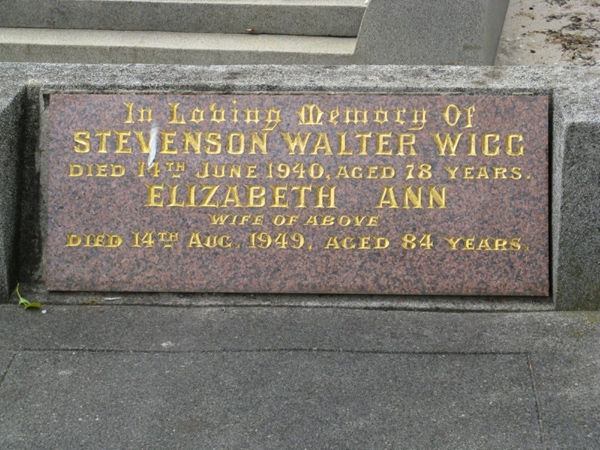 In Loving Memory Of
STEVENSON WALTER WIGG
DIED 14TH JUNE 1940, AGED 78 YEARS.
ELIZABETH ANN
WIFE OF ABOVE
DIED 14TH AUG. 1949, AGED 84 YEARS.